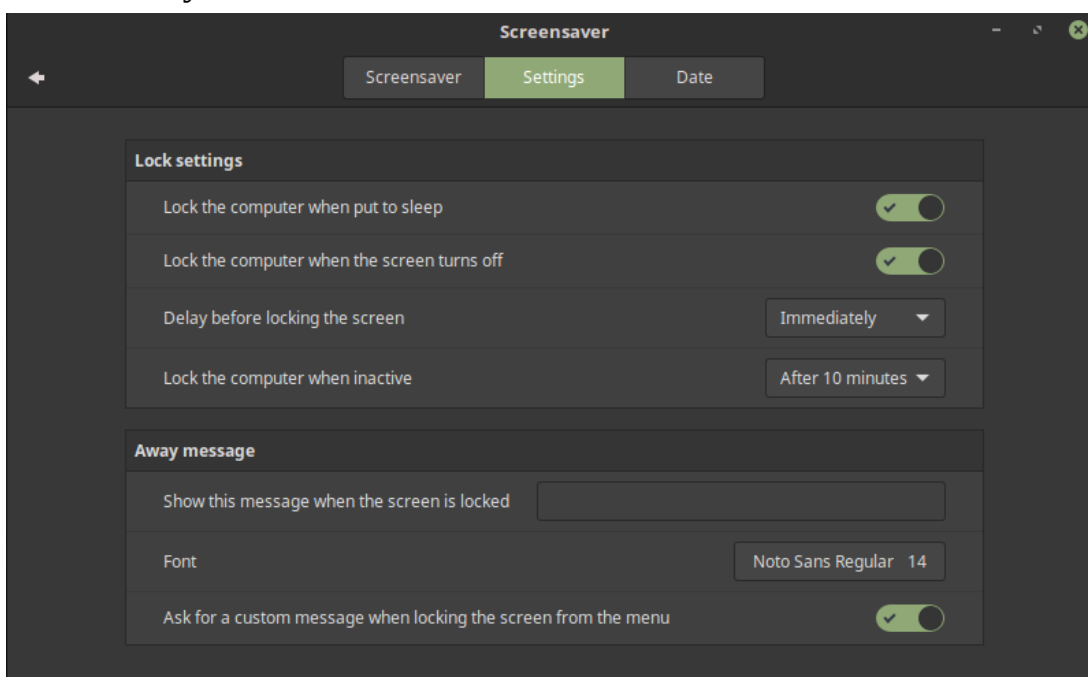 Screensaver
Screensaver Settings Date
Lock settings
Lock the computer when put to sleep
Lock the computer when the screen turns off
Delay before locking the screen Immediately
Lock the computer when inactive After 10 minutes
Away message
Show this message when the screen is locked
Font Noto Sans Regular 14
Ask for a custom message when locking the screen from the menu